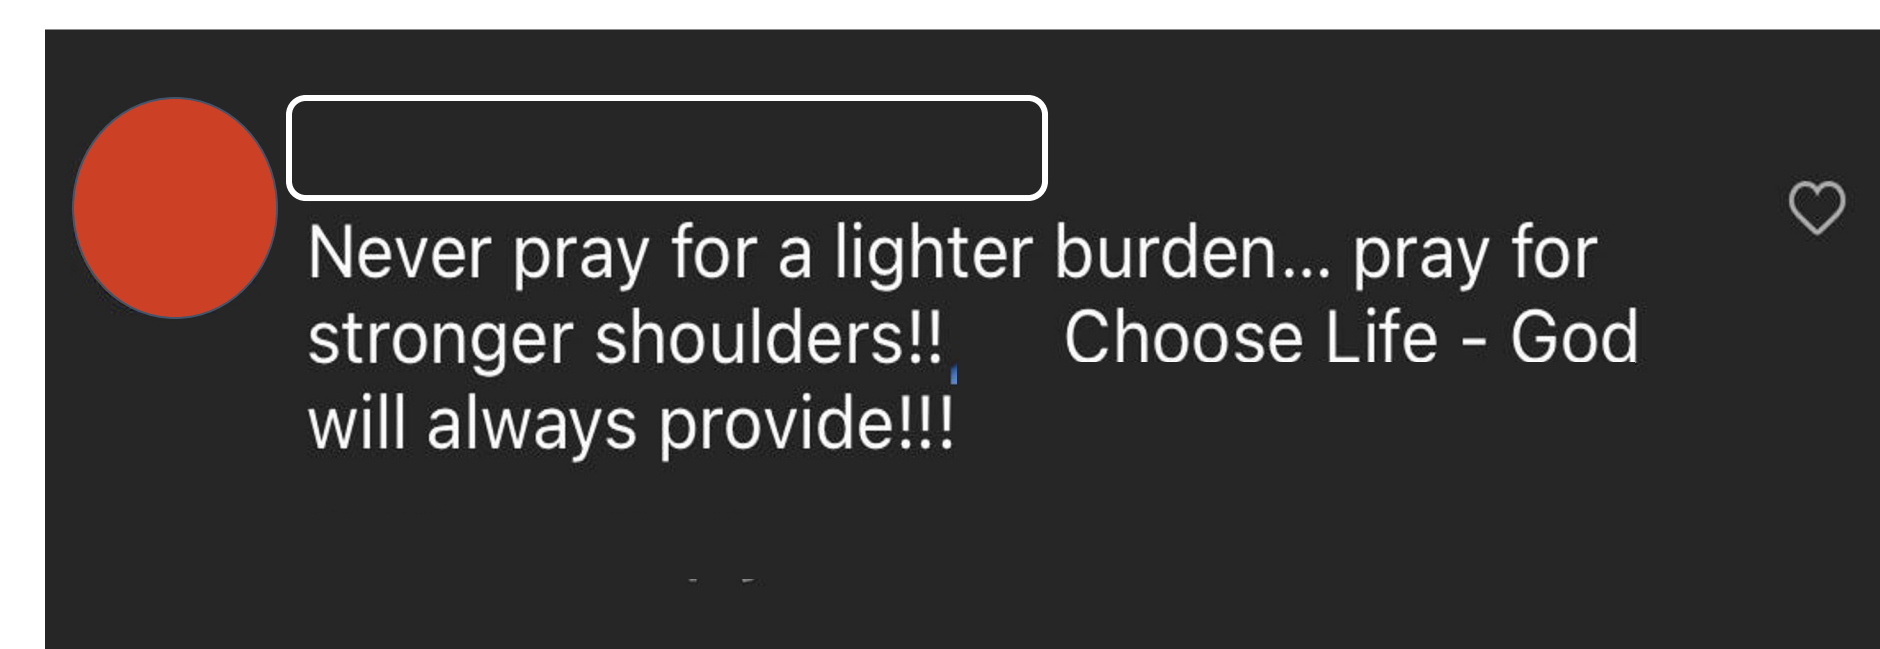 Never pray for a lighter burden... pray for
stronger shoulders!! Choose Life - God
will always provide!!!